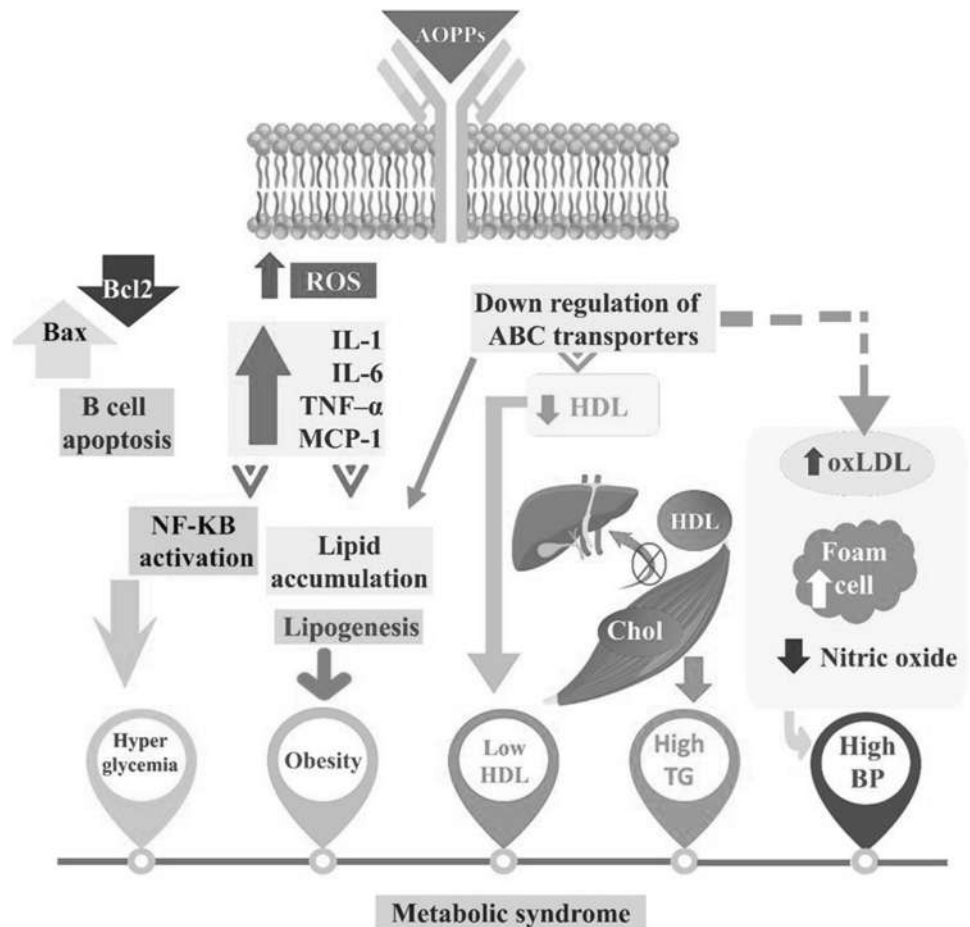 AOPPs
ROS
Bcl2
Bax
B cell
apoptosis
IL-1
IL-6
TNF–α
MCP-1
Down regulation of
ABC transporters
HDL
oxLDL
NF-KB
activation
Lipid
accumulation
Lipogenesis
HDL
Chol
Foam
cell
Nitric oxide
Hyper
glycemia
Obesity
Low
HDL
High
TG
High
BP
Metabolic syndrome